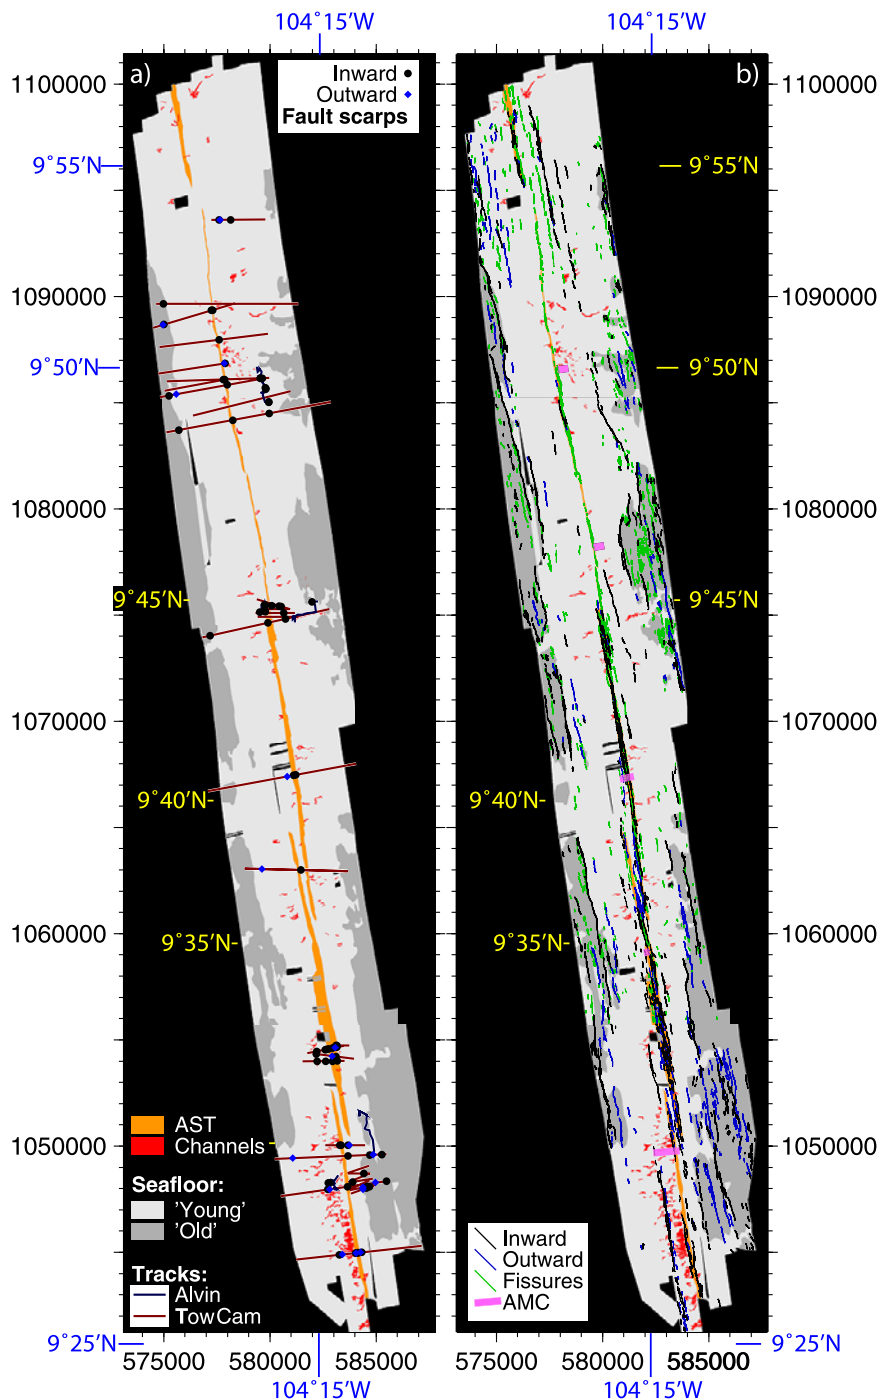 104°15′W 104°15′W
a) b)
Inward
Outward
Fault scarps
1100000 1100000
9°55′N 9°55′N
1090000 1090000
9°50′N 9°50′N
1080000 1080000
9°45′N 9°45′N
1070000 1070000
9°40′N 9°40′N
1060000 1060000
9°35′N 9°35′N
1050000 1050000
AST
Channels
Seafloor:
'Young'
'Old'
Tracks:
Alvin
TowCam
Inward
Outward
Fissures
AMC
9°25′N 9°25′N
575000 580000 585000 575000 580000 585000
104°15′W 104°15′W